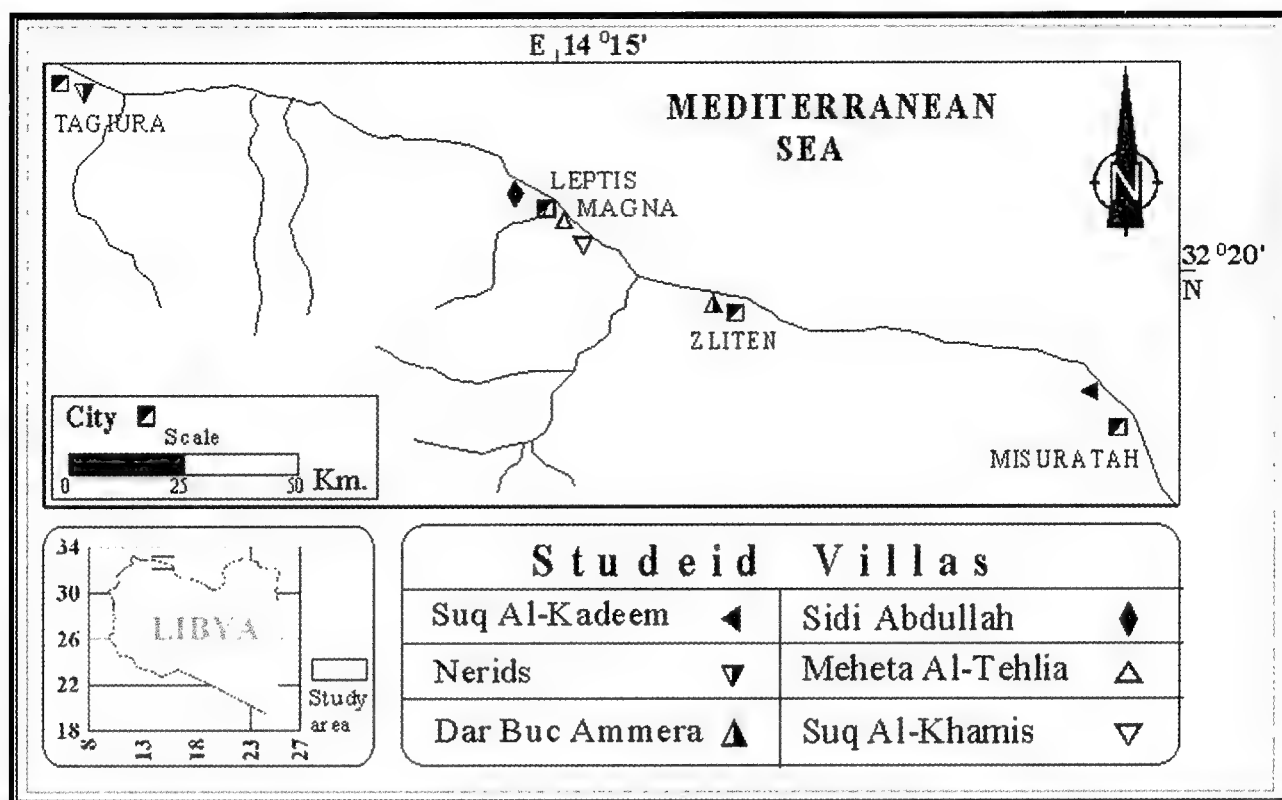 E 14 º15'
MEDITERRANEAN
SEA
TAGIURA
LEPTIS
MAGNA
N
32 º20'
N
ZLITEN
MISURATAH
City
Scale
0 25 50 Km.
34
30
26
22
18
8 13 18 23 27
LIBYA
Study
area
Studeid Villas
Suq Al-Kadeem
Sidi Abdullah
Nerids
Meheta Al-Tehlia
Dar Buc Ammera
Suq Al-Khamis